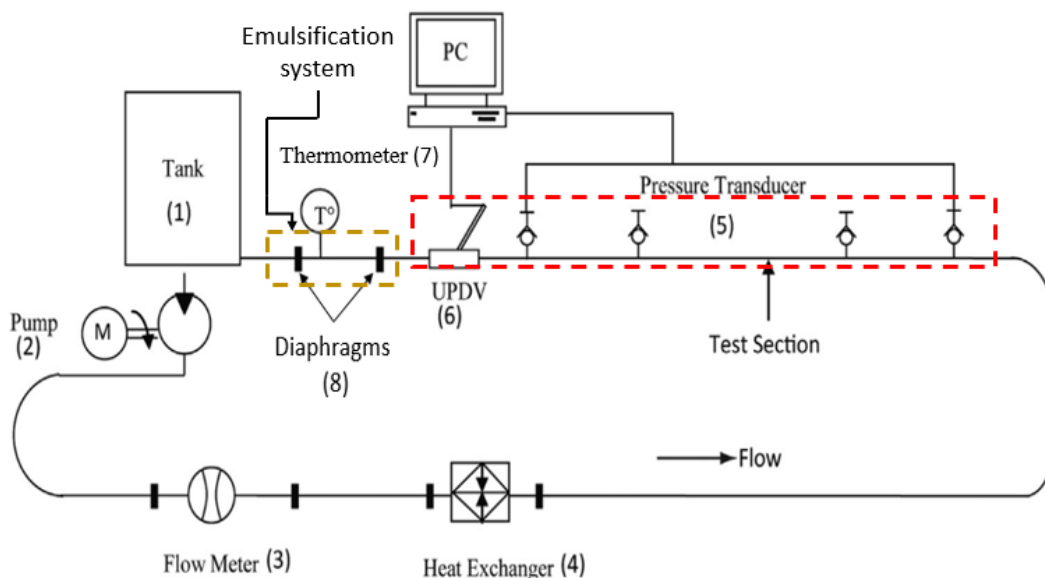 Emulsification
system
PC
Tank
(1)
Thermometer (7)
T°
Pressure Transducer
(5)
UPDV
(6)
Pump
(2)
M
Diaphragms
(8)
Test Section
Flow
Flow Meter (3)
Heat Exchanger (4)